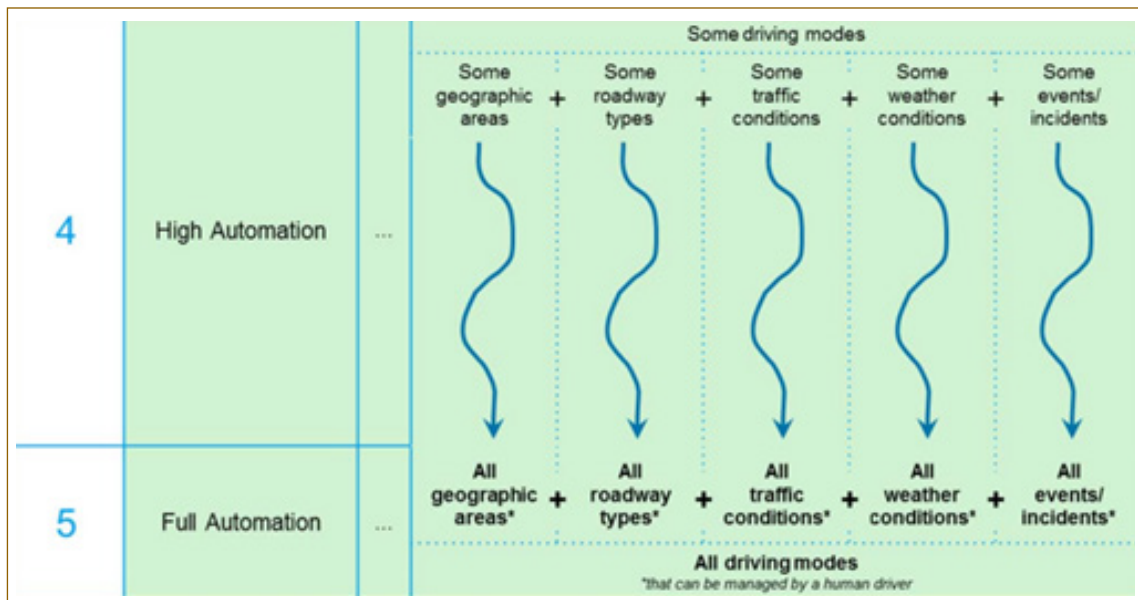 Some driving modes
Some geographic areas + Some roadway types + Some traffic conditions + Some weather conditions + Some events/ incidents
4 High Automation ...
All geographic areas* + All roadway types* + All traffic conditions* + All weather conditions* + All events/ incidents*
5 Full Automation ...
All driving modes
*that can be managed by a human driver